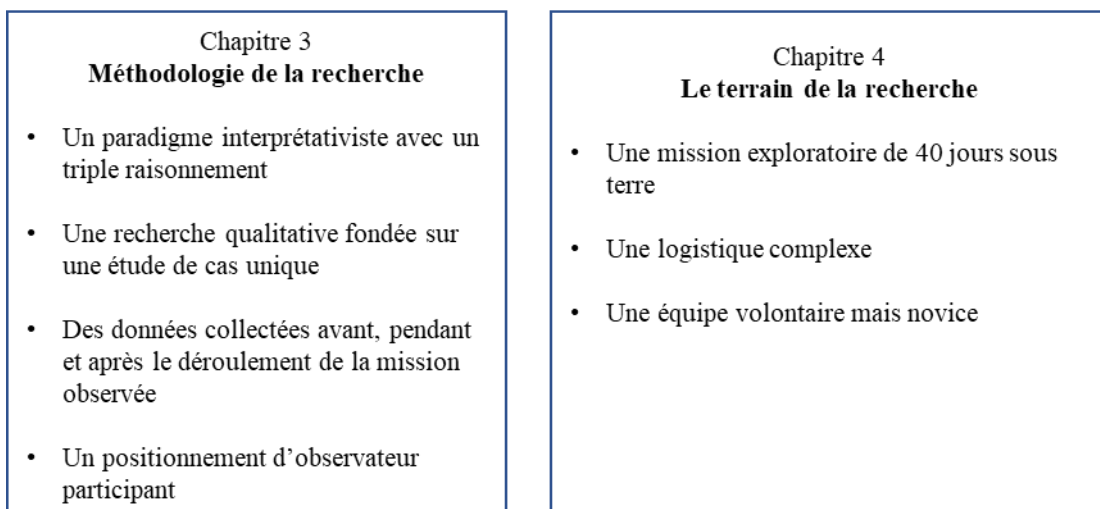 Chapitre 3
Méthodologie de la recherche
• Un paradigme interprétativiste avec un
triple raisonnement
• Une recherche qualitative fondée sur
une étude de cas unique
• Des données collectées avant, pendant
et après le déroulement de la mission
observée
• Un positionnement d'observateur
participant
Chapitre 4
Le terrain de la recherche
• Une mission exploratoire de 40 jours sous
terre
• Une logistique complexe
• Une équipe volontaire mais novice